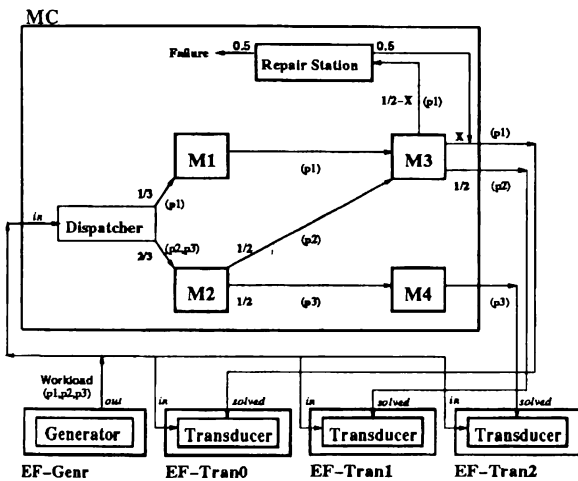 MC
Failure
0.5
0.5
Repair Station
1/2-X
(p1)
M1
(p1)
M3
X
(p1)
1/2
(p2)
1/3
(p1)
in
Dispatcher
2/3
(p2,p3)
1/2
(p2)
M2
1/2
(p3)
M4
(p3)
Workload
(p1,p2,p3)
out
in
solved
in
solved
in
solved
Generator
Transducer
Transducer
Transducer
EF-Genr
EF-Tran0
EF-Tran1
EF-Tran2